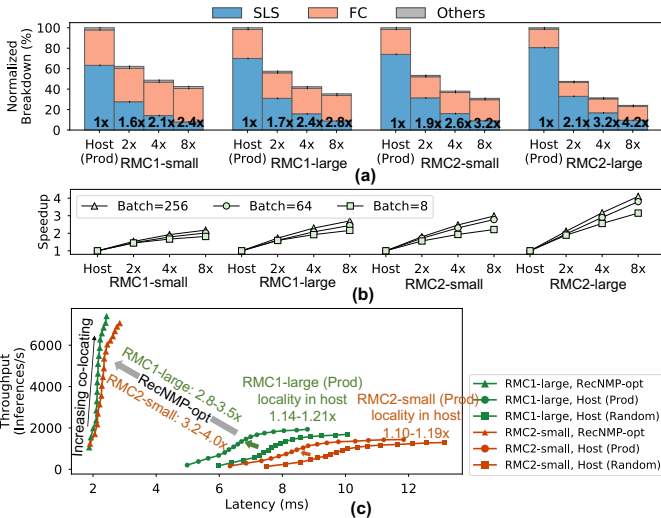 SLS FC Others
Normalized
Breakdown (%)
100
80
60
40
20
0
1x 1.6x 2.1x 2.4x
1x 1.7x 2.4x 2.8x
1x 1.9x 2.6x 3.2x
1x 2.1x 3.2x 4.2x
Host
(Prod) 2x 4x 8x
Host
(Prod) 2x 4x 8x
Host
(Prod) 2x 4x 8x
Host
(Prod) 2x 4x 8x
RMC1-small RMC1-large RMC2-small RMC2-large
(a)
Speedup
4
3
2
1
Batch=256 Batch=64 Batch=8
Host 2x 4x 8x Host 2x 4x 8x Host 2x 4x 8x Host 2x 4x 8x
RMC1-small RMC1-large RMC2-small RMC2-large
(b)
Throughput
(Inferences/s)
6000
4000
2000
0
Increasing co-locating
RMC1-large: 2.8-3.5x
RecNMP-opt
RMC2-small: 3.2-4.0x
RMC1-large (Prod)
locality in host
1.14-1.21x
RMC2-small (Prod)
locality in host
1.10-1.19x
2 4 6 8 10 12
Latency (ms)
RMC1-large, RecNMP-opt
RMC1-large, Host (Prod)
RMC1-large, Host (Random)
RMC2-small, RecNMP-opt
RMC2-small, Host (Prod)
RMC2-small, Host (Random)
(c)